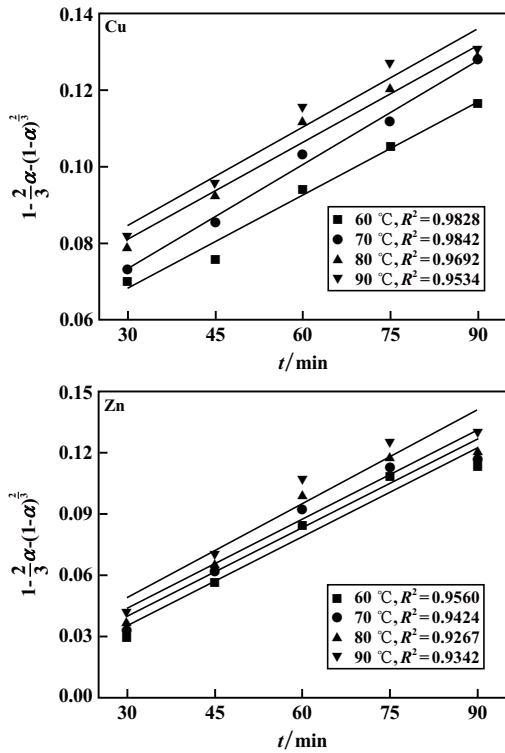 Cu
0.14
0.12
0.10
0.08
0.06
1-2/3α-(1-α)^2/3
60 ℃, R²=0.9828
70 ℃, R²=0.9842
80 ℃, R²=0.9692
90 ℃, R²=0.9534
30 45 60 75 90
t/min
Zn
0.15
0.12
0.09
0.06
0.03
0.00
1-2/3α-(1-α)^2/3
60 ℃, R²=0.9560
70 ℃, R²=0.9424
80 ℃, R²=0.9267
90 ℃, R²=0.9342
30 45 60 75 90
t/min